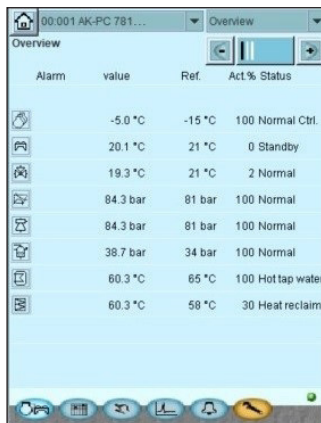 00:001 AK-PC 781... Overview
Overview
Alarm value Ref. Act.% Status
-5.0 °C -15 °C 100 Normal Ctrl.
20.1 °C 21 °C 0 Standby
19.3 °C 21 °C 2 Normal
84.3 bar 81 bar 100 Normal
84.3 bar 81 bar 100 Normal
38.7 bar 34 bar 100 Normal
60.3 °C 65 °C 100 Hot tap water
60.3 °C 58 °C 30 Heat reclaim